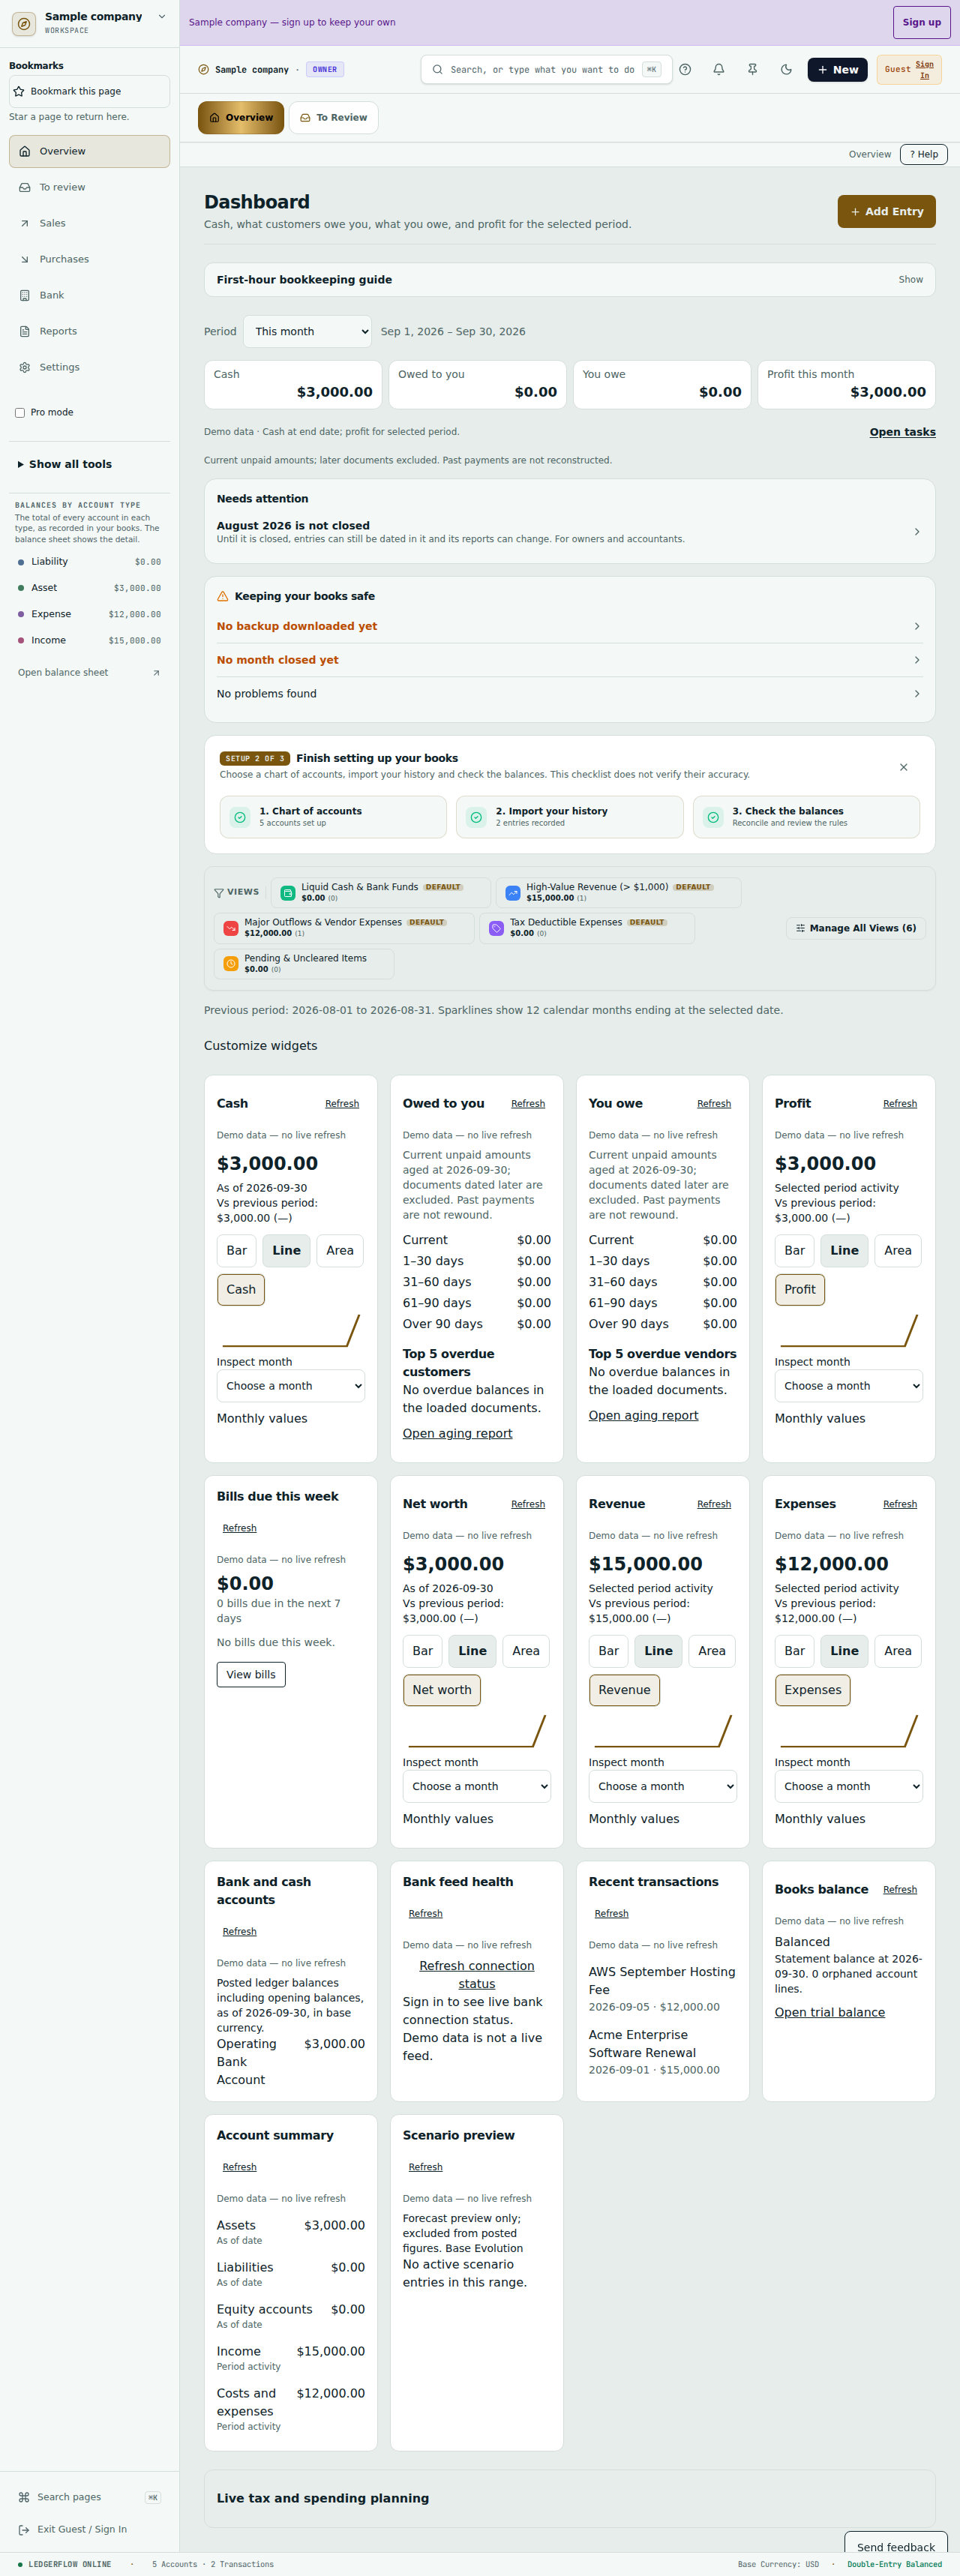 Sample company
WORKSPACE
Bookmarks
Bookmark this page
Star a page to return here.
Overview
To review
Sales
Purchases
Bank
Reports
Settings
Pro mode
Show all tools
BALANCES BY ACCOUNT TYPE
The total of every account in each
type, as recorded in your books. The
balance sheet shows the detail.
Liability $0.00
Asset $3,000.00
Expense $12,000.00
Income $15,000.00
Open balance sheet
Search pages ⌘K
Exit Guest / Sign In
Sample company — sign up to keep your own
Sign up
Sample company · OWNER
Search, or type what you want to do ⌘K
New
Guest Sign In
Overview
To Review
Overview
? Help
Dashboard
Cash, what customers owe you, what you owe, and profit for the selected period.
Add Entry
First-hour bookkeeping guide
Show
Period
This month
Sep 1, 2026 – Sep 30, 2026
Cash
$3,000.00
Owed to you
$0.00
You owe
$0.00
Profit this month
$3,000.00
Demo data · Cash at end date; profit for selected period.
Open tasks
Current unpaid amounts; later documents excluded. Past payments are not reconstructed.
Needs attention
August 2026 is not closed
Until it is closed, entries can still be dated in it and its reports can change. For owners and accountants.
Keeping your books safe
No backup downloaded yet
No month closed yet
No problems found
SETUP 2 OF 3
Finish setting up your books
Choose a chart of accounts, import your history and check the balances. This checklist does not verify their accuracy.
1. Chart of accounts
5 accounts set up
2. Import your history
2 entries recorded
3. Check the balances
Reconcile and review the rules
VIEWS
Liquid Cash & Bank Funds DEFAULT
$0.00 (0)
High-Value Revenue (> $1,000) DEFAULT
$15,000.00 (1)
Major Outflows & Vendor Expenses DEFAULT
$12,000.00 (1)
Tax Deductible Expenses DEFAULT
$0.00 (0)
Pending & Uncleared Items
$0.00 (0)
Manage All Views (6)
Previous period: 2026-08-01 to 2026-08-31. Sparklines show 12 calendar months ending at the selected date.
Customize widgets
Cash
Refresh
Demo data — no live refresh
$3,000.00
As of 2026-09-30
Vs previous period:
$3,000.00 (—)
Bar
Line
Area
Cash
Inspect month
Choose a month
Monthly values
Owed to you
Refresh
Demo data — no live refresh
Current unpaid amounts
aged at 2026-09-30;
documents dated later are
excluded. Past payments
are not rewound.
Current $0.00
1–30 days $0.00
31–60 days $0.00
61–90 days $0.00
Over 90 days $0.00
Top 5 overdue
customers
No overdue balances in
the loaded documents.
Open aging report
You owe
Refresh
Demo data — no live refresh
Current unpaid amounts
aged at 2026-09-30;
documents dated later are
excluded. Past payments
are not rewound.
Current $0.00
1–30 days $0.00
31–60 days $0.00
61–90 days $0.00
Over 90 days $0.00
Top 5 overdue vendors
No overdue balances in
the loaded documents.
Open aging report
Profit
Refresh
Demo data — no live refresh
$3,000.00
Selected period activity
Vs previous period:
$3,000.00 (—)
Bar
Line
Area
Profit
Inspect month
Choose a month
Monthly values
Bills due this week
Refresh
Demo data — no live refresh
$0.00
0 bills due in the next 7
days
No bills due this week.
View bills
Net worth
Refresh
Demo data — no live refresh
$3,000.00
As of 2026-09-30
Vs previous period:
$3,000.00 (—)
Bar
Line
Area
Net worth
Inspect month
Choose a month
Monthly values
Revenue
Refresh
Demo data — no live refresh
$15,000.00
Selected period activity
Vs previous period:
$15,000.00 (—)
Bar
Line
Area
Revenue
Inspect month
Choose a month
Monthly values
Expenses
Refresh
Demo data — no live refresh
$12,000.00
Selected period activity
Vs previous period:
$12,000.00 (—)
Bar
Line
Area
Expenses
Inspect month
Choose a month
Monthly values
Bank and cash
accounts
Refresh
Demo data — no live refresh
Posted ledger balances
including opening balances,
as of 2026-09-30, in base
currency.
Operating Bank Account $3,000.00
Bank feed health
Refresh
Demo data — no live refresh
Refresh connection
status
Sign in to see live bank
connection status.
Demo data is not a live
feed.
Recent transactions
Refresh
Demo data — no live refresh
AWS September Hosting
Fee
2026-09-05 · $12,000.00
Acme Enterprise
Software Renewal
2026-09-01 · $15,000.00
Books balance
Refresh
Demo data — no live refresh
Balanced
Statement balance at 2026-
09-30. 0 orphaned account
lines.
Open trial balance
Account summary
Refresh
Demo data — no live refresh
Assets $3,000.00
As of date
Liabilities $0.00
As of date
Equity accounts $0.00
As of date
Income $15,000.00
Period activity
Costs and expenses $12,000.00
Period activity
Scenario preview
Refresh
Demo data — no live refresh
Forecast preview only;
excluded from posted
figures. Base Evolution
No active scenario
entries in this range.
Live tax and spending planning
Send feedback
LEDGERFLOW ONLINE · 5 Accounts · 2 Transactions
Base Currency: USD · Double-Entry Balanced